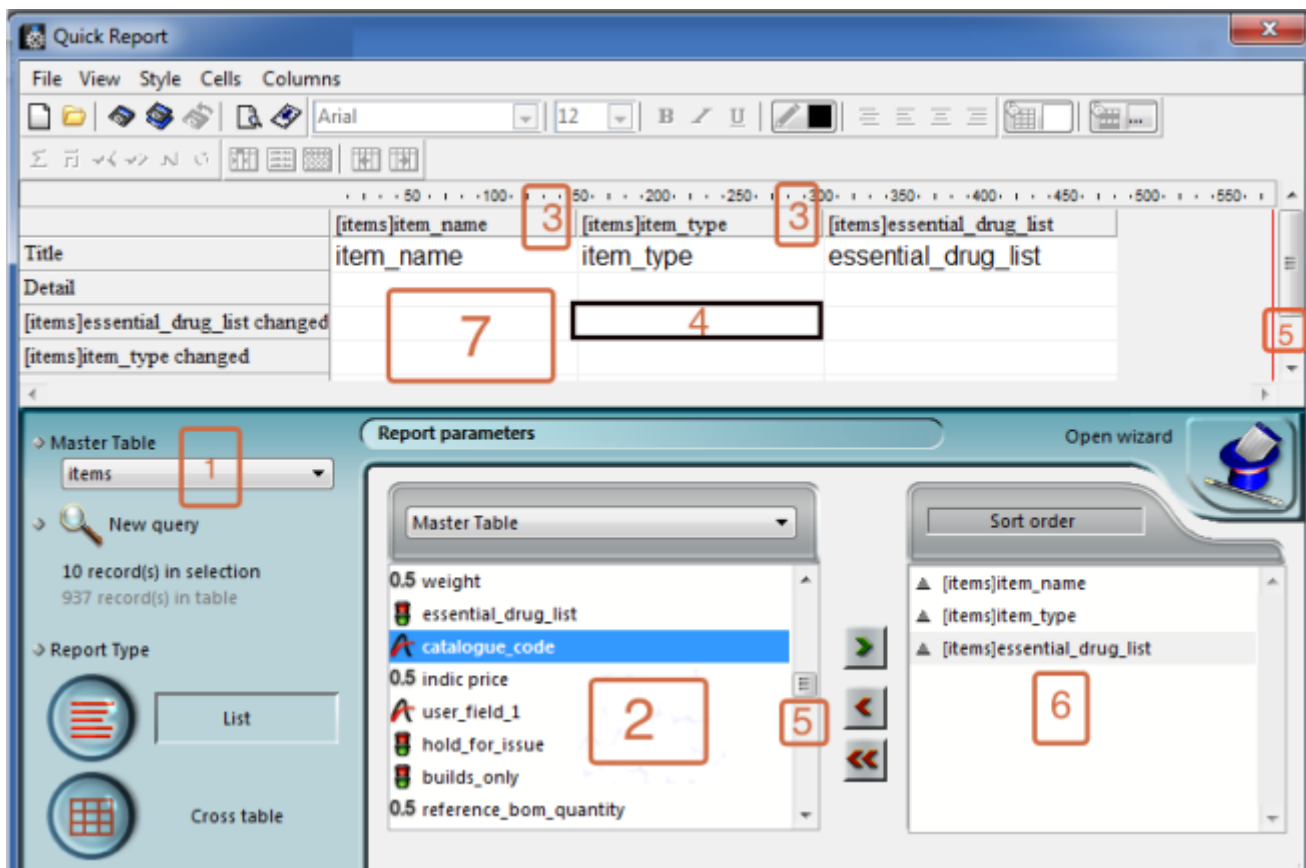 Quick Report
File View Style Cells Columns
Arial 12 B I U ...
Σ N
50 100 50 200 250 300 350 400 450 500 550
[items]item_name 3 [items]item_type 3 [items]essential_drug_list
Title item_name item_type essential_drug_list
Detail
[items]essential_drug_list changed 7 4 5
[items]item_type changed
Master Table
items 1
New query
10 record(s) in selection
937 record(s) in table
Report Type
List
Cross table
Report parameters
Open wizard
Master Table
0.5 weight
essential_drug_list
catalogue_code
0.5 indic price
user_field_1
hold_for_issue
builds_only
0.5 reference_bom_quantity
2
5
Sort order
[items]item_name
[items]item_type
[items]essential_drug_list
6